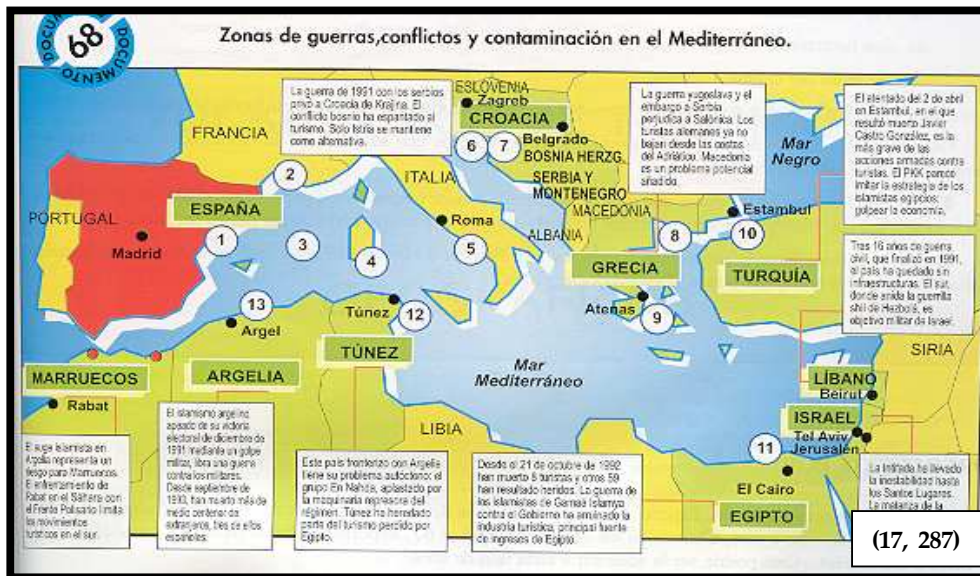 DOCUMENTO
68
DOCUMENTO
Zonas de guerras,conflictos y contaminación en el Mediterráneo.
La guerra de 1991 con los serbios
privó a Croacia de Krajina. El
conflicto bosnio ha espantado al
turismo. Solo Istria se mantiene
como alternativa.
ESLOVENIA
Zagreb
CROACIA
Belgrado
BOSNIA HERZG.
SERBIA Y
MONTENEGRO
MACEDONIA
ALBANIA
La guerra yugoslava y el
embargo a Serbia
perjudica a Salónica. Los
turistas alemanes ya no
bajan desde las costas
del Adriático. Macedonia
es un problema potencial
añadido.
Mar
Negro
El atentado del 2 de abril
en Estambul, en el que
resultó muerto Javier
Castro González, es la
más grave de las
acciones armadas contra
turistas. El PKK parece
imitar la estrategia de los
islamistas egipcios:
golpear la economía.
FRANCIA
ITALIA
PORTUGAL
ESPAÑA
Madrid
Roma
Estambul
GRECIA
Atenas
TURQUÍA
1
2
3
4
5
6
7
8
9
10
11
12
13
Tras 16 años de guerra
civil, que finalizó en 1991,
el país ha quedado sin
infraestructuras. El sur,
donde anida la guerrilla
shií de Hezbolá, es
objetivo militar de Israel.
SIRIA
Argel
Túnez
TÚNEZ
MARRUECOS
Rabat
ARGELIA
LIBIA
Mar
Mediterráneo
LÍBANO
Beirut
ISRAEL
Tel Aviv
Jerusalén
El Cairo
EGIPTO
El auge islamista en
Argelia representa un
riesgo para Marruecos.
El enfrentamiento de
Rabat en el Sáhara con
el Frente Polisario limita
los movimientos
turísticos en el sur.
El islamismo argelino,
apeado de su victoria
electoral de diciembre de
1991 mediante un golpe
militar, libra una guerra
contra los militares.
Desde septiembre de
1993, han muerto más de
medio centenar de
extranjeros, tres de ellos
españoles.
Este país fronterizo con Argelia
tiene su problema autóctono: el
grupo En Nahda, aplastado por
la maquinaria represora del
régimen. Túnez ha heredado
parte del turismo perdido por
Egipto.
Desde el 21 de octubre de 1992
han muerto 8 turistas y otros 59
han resultado heridos. La guerra de
los islamistas de Gamaá Islamiya
contra el Gobierno ha arruinado la
industria turística, principal fuente
de ingresos de Egipto.
La Intifada ha llevado
la inestabilidad hasta
los Santos Lugares.
La matanza de la
(17, 287)